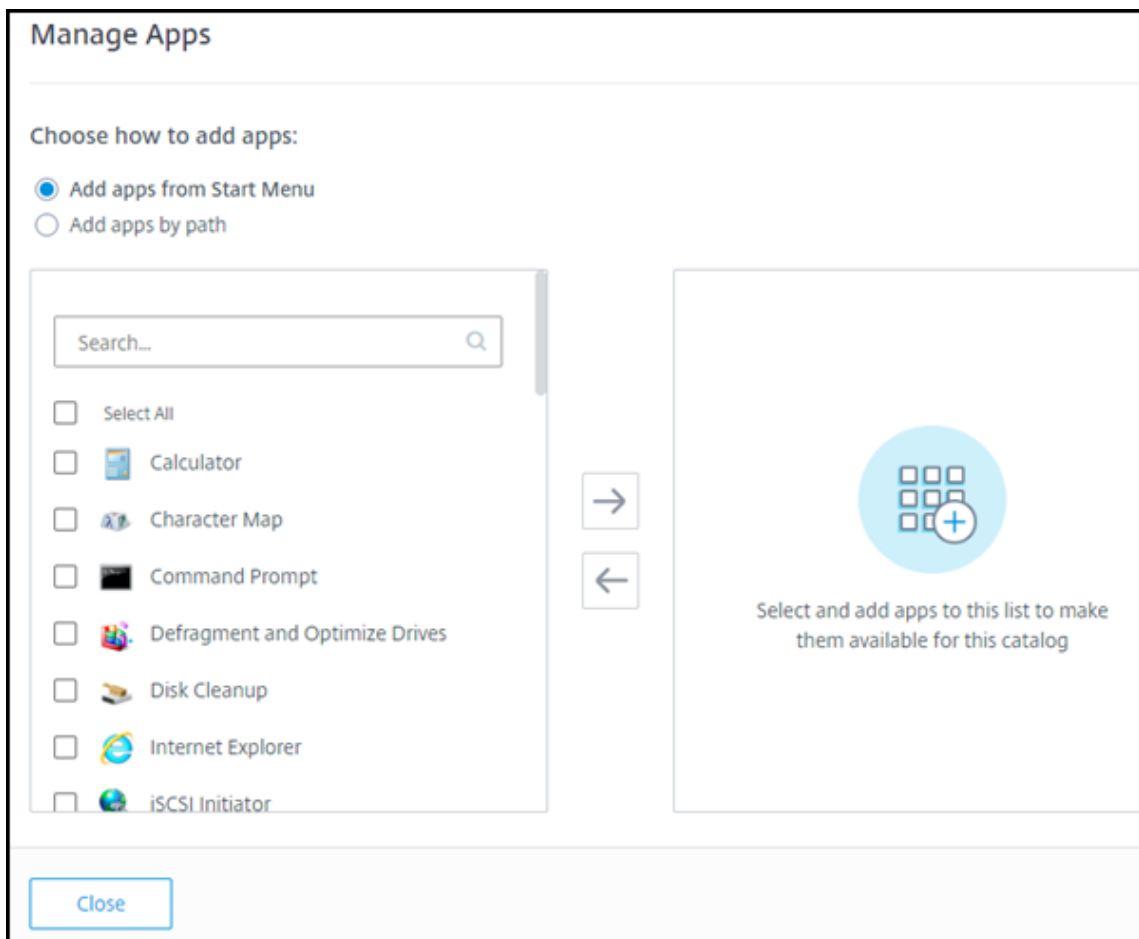 Manage Apps
Choose how to add apps:
Add apps from Start Menu
Add apps by path
Search...
Select All
Calculator
Character Map
Command Prompt
Defragment and Optimize Drives
Disk Cleanup
Internet Explorer
iSCSI Initiator
Select and add apps to this list to make
them available for this catalog
Close